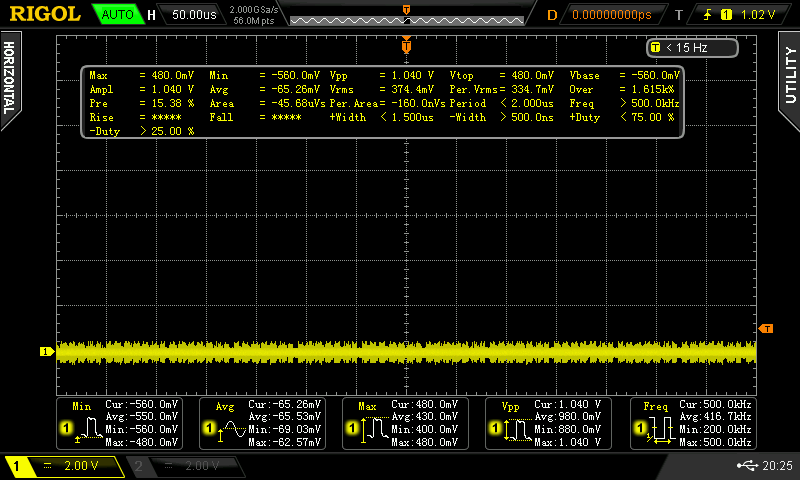 RIGOL AUTO H 50.00us 2.000GSa/s 56.0M pts T D 0.00000000ps T 1 1.02 V
HORIZONTAL
UTILITY
T
T < 15 Hz
Max = 480.0mV Min = -560.0mV Vpp = 1.040 V Vtop = 480.0mV Vbase = -560.0mV
Ampl = 1.040 V Avg = -65.26mV Vrms = 374.4mV Per.Vrms= 334.7mV Over = 1.615k%
Pre = 15.38 % Area = -45.68uVs Per.Area= -160.0nVs Period < 2.000us Freq > 500.0kHz
Rise = ***** Fall = ***** +Width < 1.500us -Width > 500.0ns +Duty < 75.00 %
-Duty > 25.00 %
T
1
Min Cur:-560.0mV
Avg:-550.0mV
1 Min:-560.0mV
Max:-480.0mV
Avg Cur:-65.26mV
Avg:-65.53mV
1 Min:-69.03mV
Max:-62.57mV
Max Cur:480.0mV
Avg:430.0mV
1 Min:400.0mV
Max:480.0mV
Vpp Cur:1.040 V
Avg:980.0mV
1 Min:880.0mV
Max:1.040 V
Freq Cur:500.0kHz
Avg:416.7kHz
1 Min:200.0kHz
Max:500.0kHz
1 = 2.00 V 2 = 2.00 V 20:25